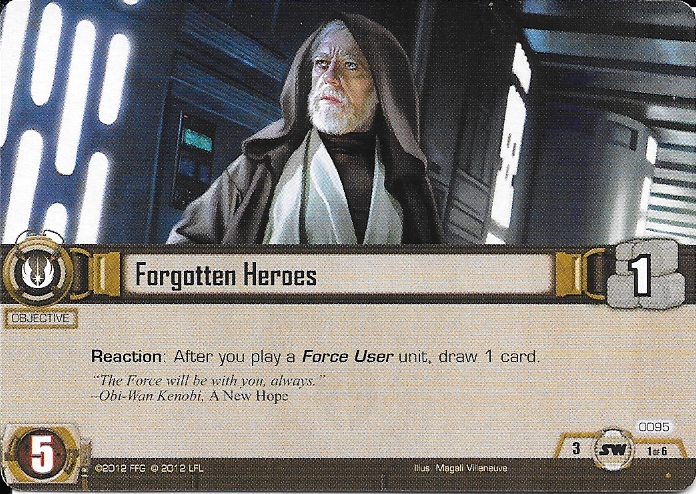 Forgotten Heroes
1
OBJECTIVE
Reaction: After you play a Force User unit, draw 1 card.
“The Force will be with you, always.”
–Obi-Wan Kenobi, A New Hope
0095
5
©2012 FFG © 2012 LFL
Illus. Magali Villeneuve
3
SW
1 OF 6